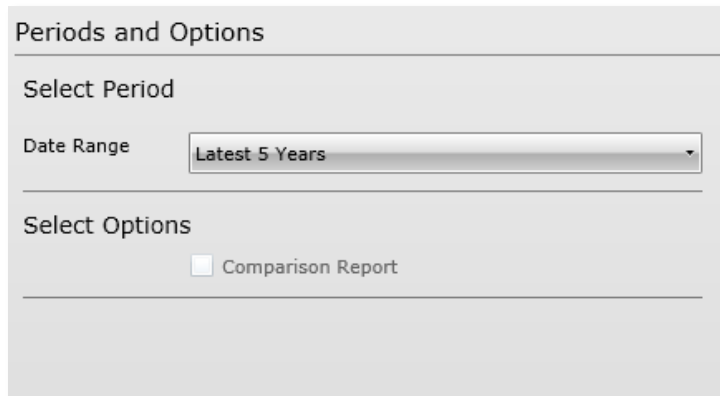 Periods and Options
Select Period
Date Range Latest 5 Years
Select Options
Comparison Report